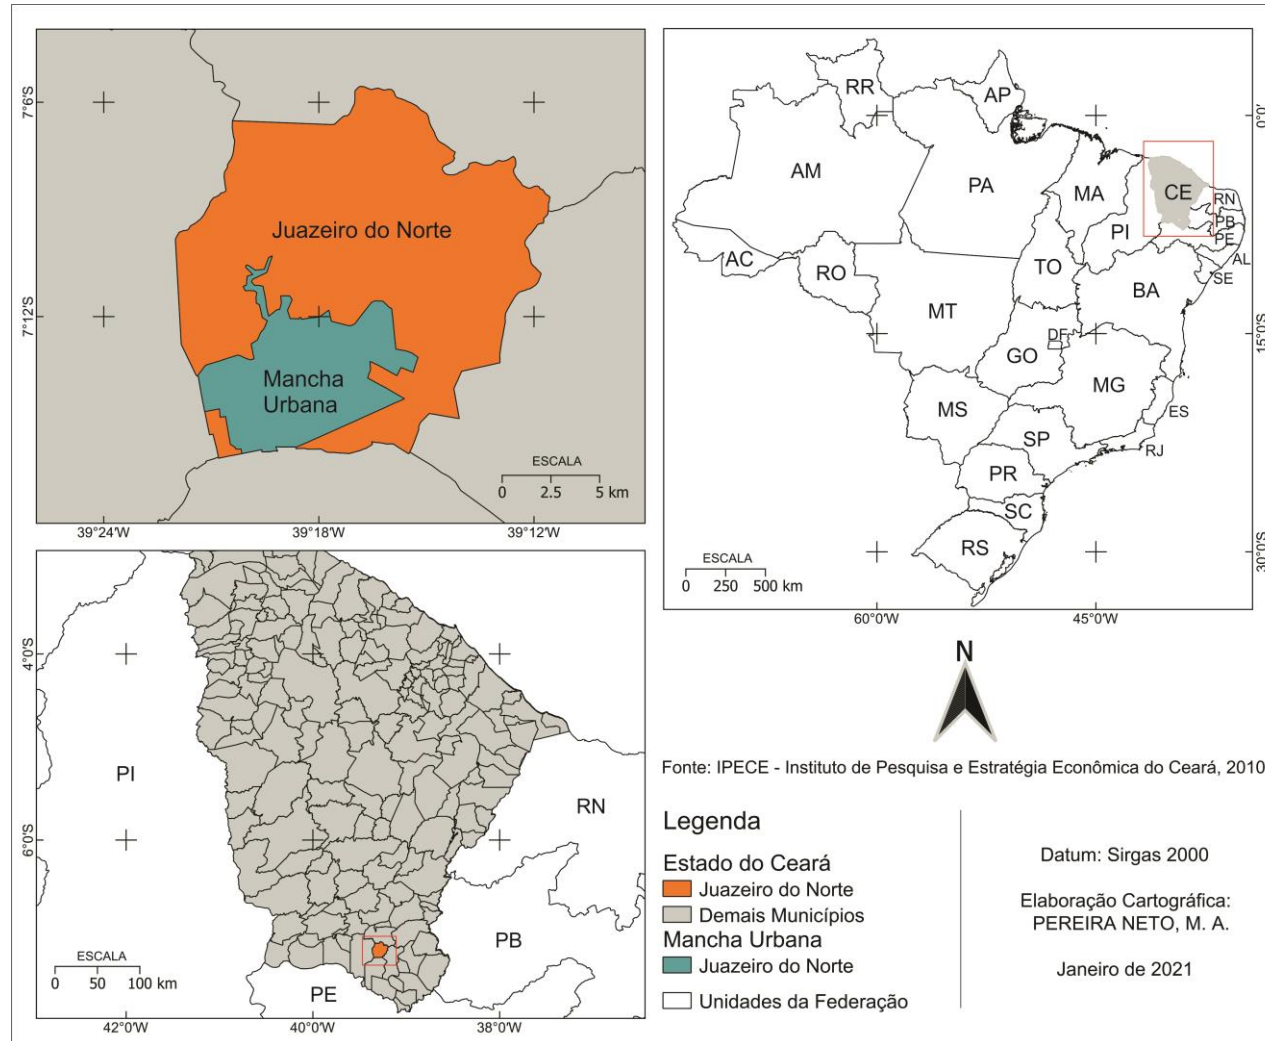 7°6'S
7°12'S
Juazeiro do Norte
Mancha
Urbana
ESCALA
0 2.5 5 km
39°24'W 39°18'W 39°12'W
RR
AP
AM
PA
MA
CE
RN
PB
PE
AL
SE
PI
AC
RO
TO
BA
MT
DF
GO
MG
ES
MS
SP
RJ
PR
SC
RS
ESCALA
0 250 500 km
0°0'
15°0'S
30°0'S
60°0'W 45°0'W
4°0'S
6°0'S
PI
RN
PB
PE
ESCALA
0 50 100 km
42°0'W 40°0'W 38°0'W
N
Fonte: IPECE - Instituto de Pesquisa e Estratégia Econômica do Ceará, 2010
Legenda
Estado do Ceará
Juazeiro do Norte
Demais Municípios
Mancha Urbana
Juazeiro do Norte
Unidades da Federação
Datum: Sirgas 2000
Elaboração Cartográfica:
PEREIRA NETO, M. A.
Janeiro de 2021